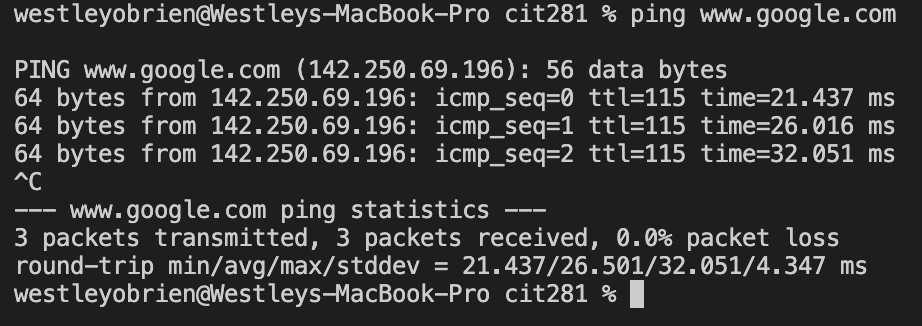 westleyobrien@Westleys-MacBook-Pro cit281 % ping www.google.com
PING www.google.com (142.250.69.196): 56 data bytes
64 bytes from 142.250.69.196: icmp_seq=0 ttl=115 time=21.437 ms
64 bytes from 142.250.69.196: icmp_seq=1 ttl=115 time=26.016 ms
64 bytes from 142.250.69.196: icmp_seq=2 ttl=115 time=32.051 ms
^C
--- www.google.com ping statistics ---
3 packets transmitted, 3 packets received, 0.0% packet loss
round-trip min/avg/max/stddev = 21.437/26.501/32.051/4.347 ms
westleyobrien@Westleys-MacBook-Pro cit281 %